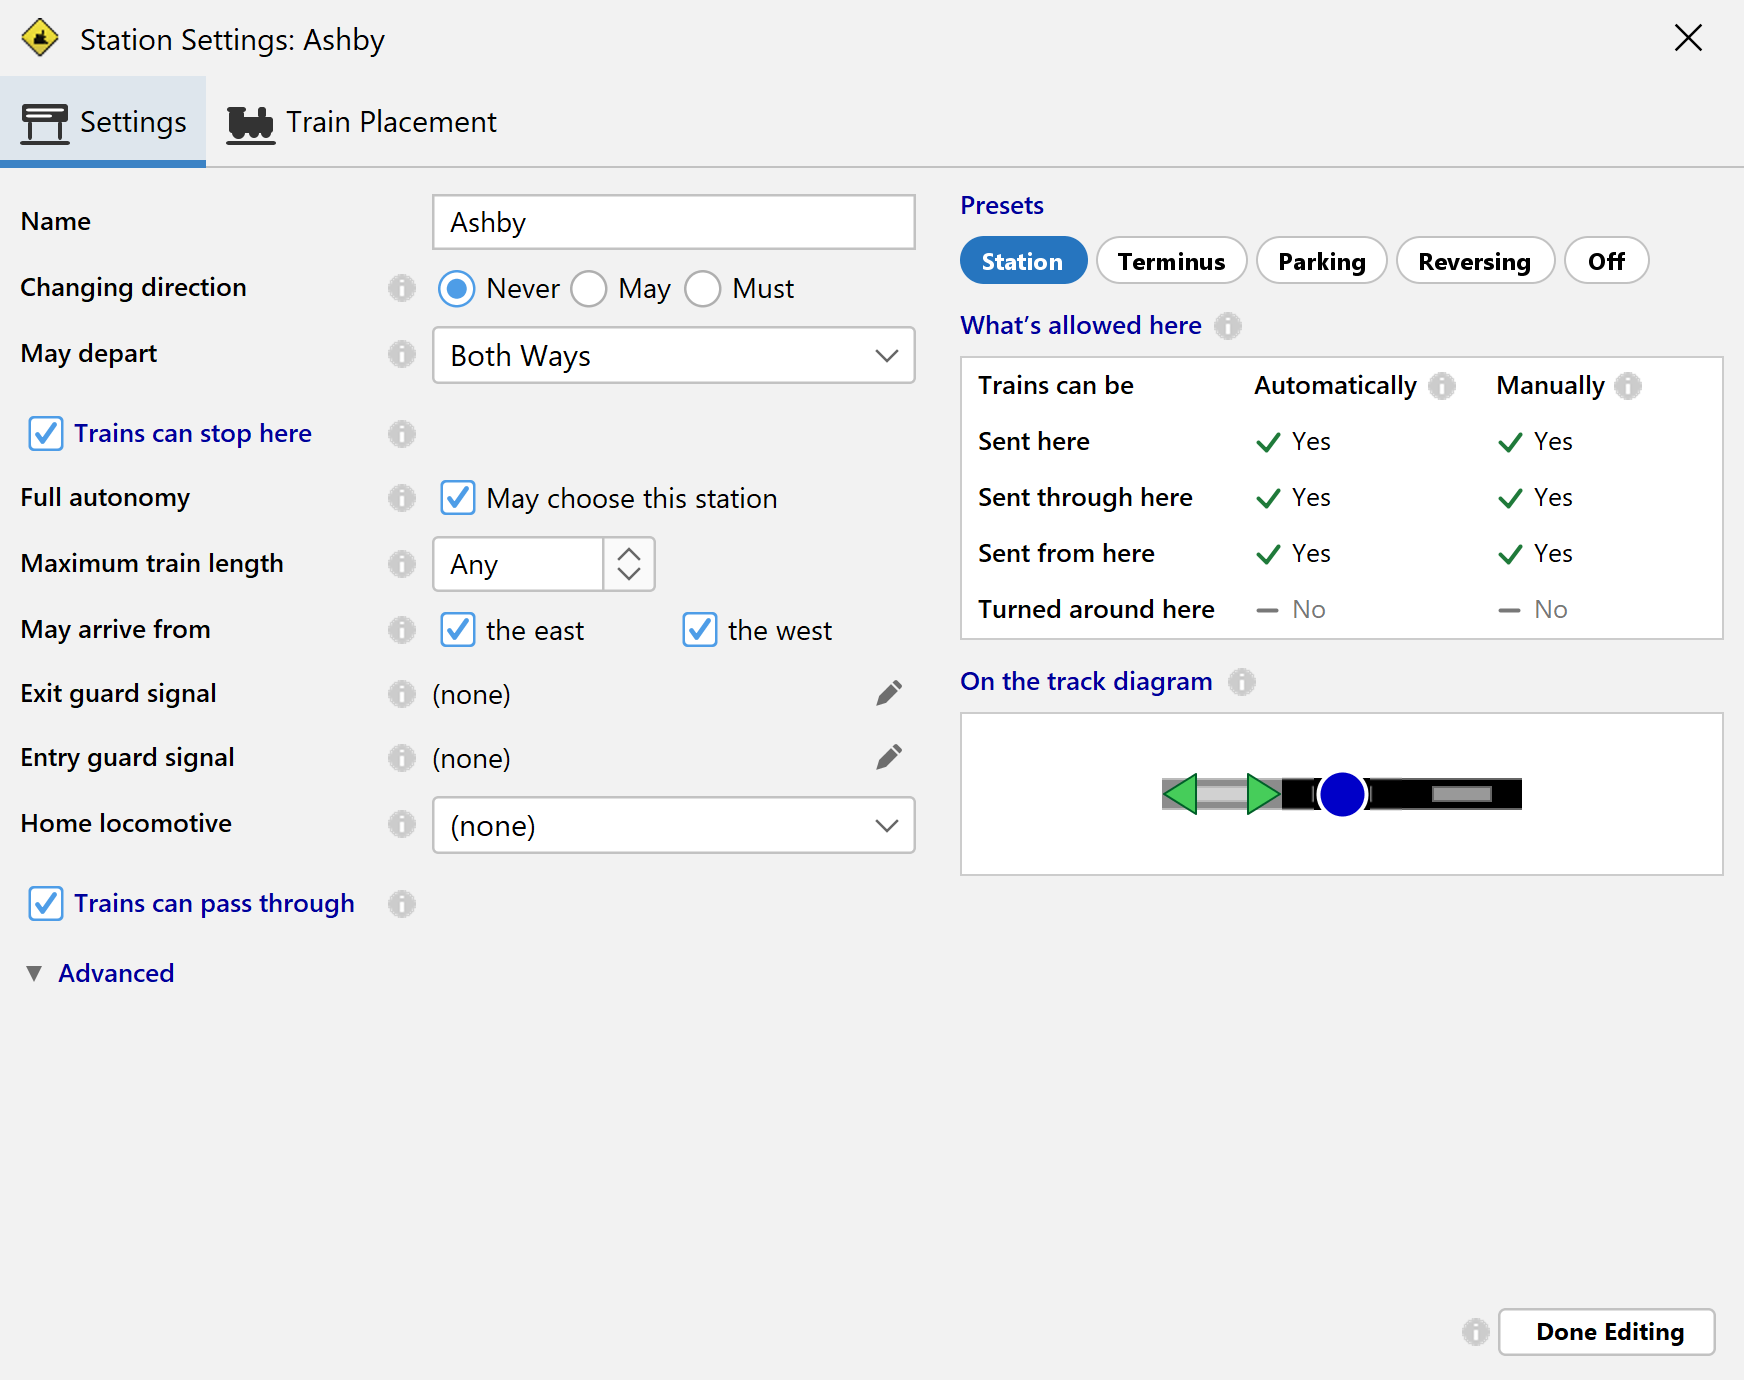 Station Settings: Ashby
Settings
Train Placement
Name
Ashby
Changing direction
Never
May
Must
May depart
Both Ways
Trains can stop here
Full autonomy
May choose this station
Maximum train length
Any
May arrive from
the east
the west
Exit guard signal
(none)
Entry guard signal
(none)
Home locomotive
(none)
Trains can pass through
Advanced
Presets
Station
Terminus
Parking
Reversing
Off
What's allowed here
Trains can be Automatically Manually
Sent here Yes Yes
Sent through here Yes Yes
Sent from here Yes Yes
Turned around here No No
On the track diagram
Done Editing